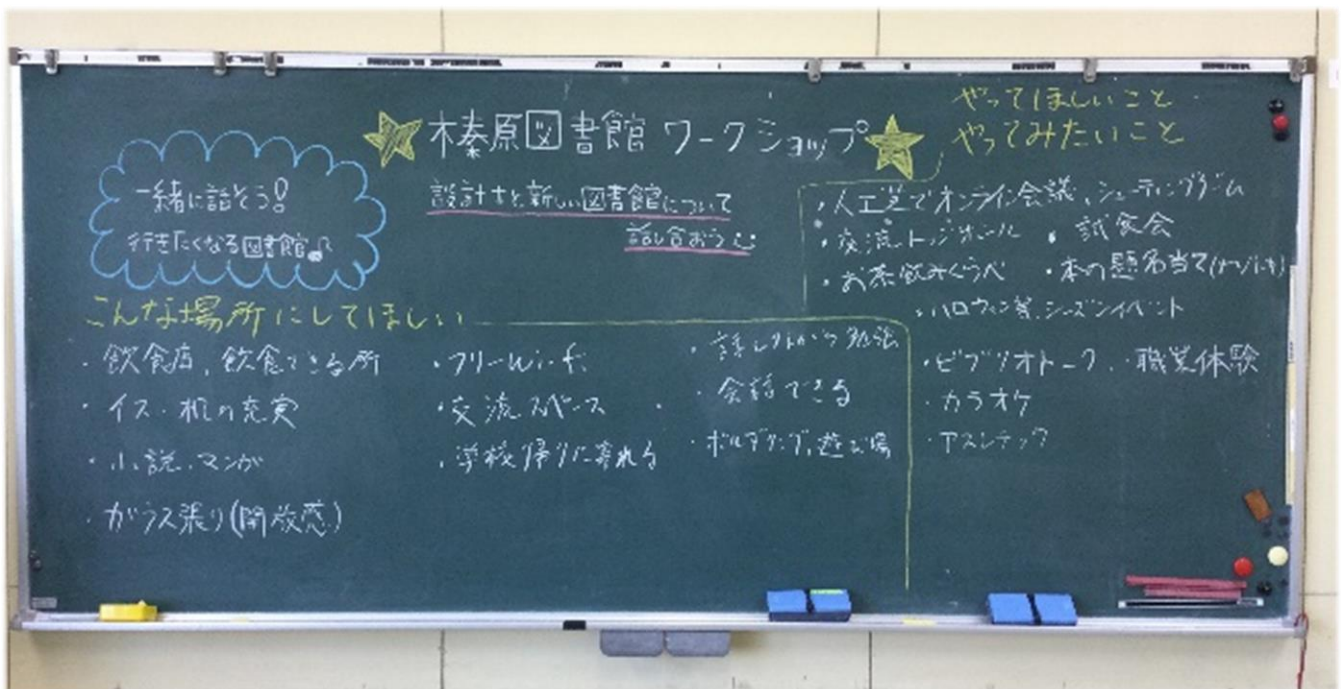 ☆榛原図書館 ワークショップ☆
一緒に話そう!
行きたくなる図書館♪
設計士と新しい図書館について
話し合おう
やってほしいこと
やってみたいこと
・人工芝でオンライン会議、シューティングゲーム
・交流ドッジボール ・試食会
・お茶飲みくらべ ・本の題名当て
・ハロウィン等、シーズンイベント
・ビブリオトーク ・職業体験
・カラオケ
・アスレチック
こんな場所にしてほしい
・飲食店、飲食できる所
・イス・机の充実
・小説、マンガ
・ガラス張り(開放感)
・フリーWi-fi
・交流スペース
・学校帰りに寄れる
・話しながら勉強
・会話できる
・ボルダリング、遊び場